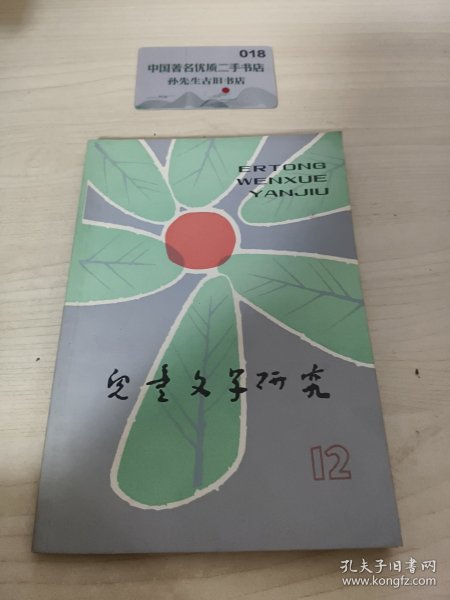 018
中国著名优质二手书店
孙先生古旧书店
ERTONG
WENXUE
YANJIU
儿童文学研究
12
孔夫子旧书网
www.kongfz.com